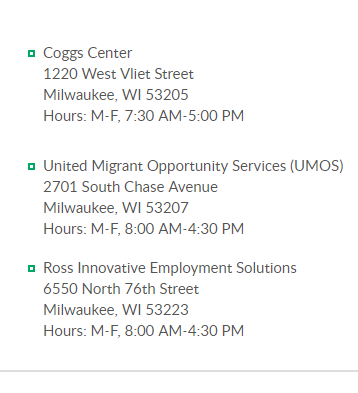 Coggs Center
1220 West Vliet Street
Milwaukee, WI 53205
Hours: M-F, 7:30 AM-5:00 PM
United Migrant Opportunity Services (UMOS)
2701 South Chase Avenue
Milwaukee, WI 53207
Hours: M-F, 8:00 AM-4:30 PM
Ross Innovative Employment Solutions
6550 North 76th Street
Milwaukee, WI 53223
Hours: M-F, 8:00 AM-4:30 PM